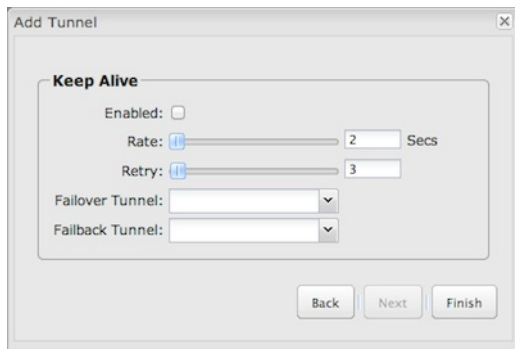 Add Tunnel
Keep Alive
Enabled:
Rate: 2 Secs
Retry: 3
Failover Tunnel:
Failback Tunnel:
Back Next Finish